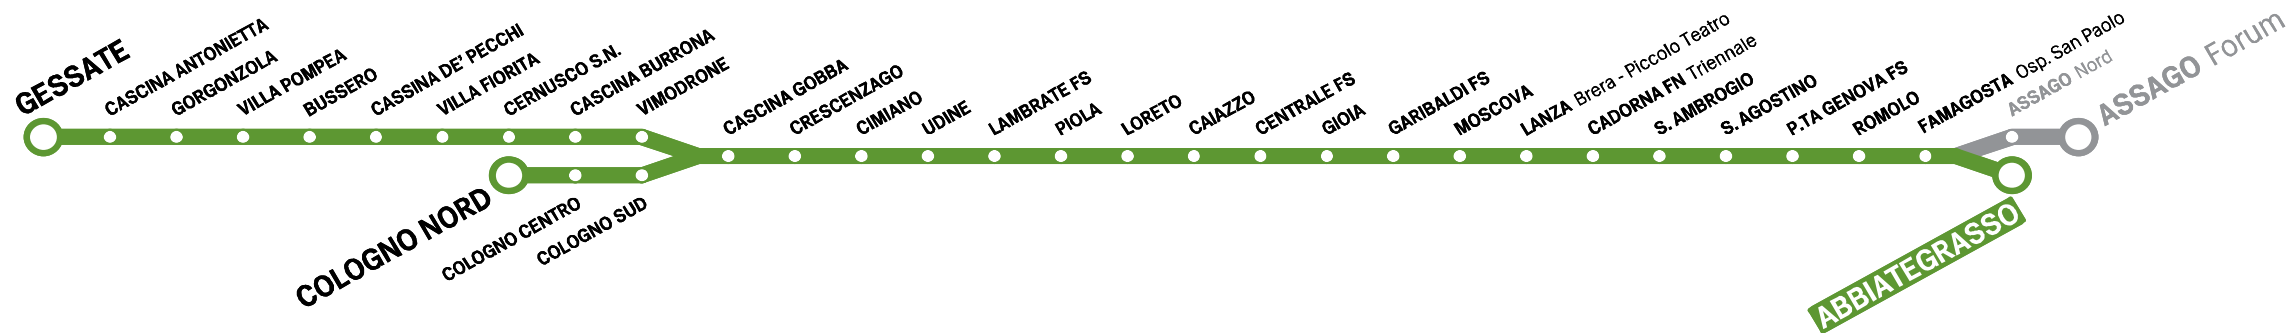 GESSATE
CASCINA ANTONIETTA
GORGONZOLA
VILLA POMPEA
BUSSERO
CASSINA DE' PECCHI
VILLA FIORITA
CERNUSCO S.N.
CASCINA BURRONA
VIMODRONE
CASCINA GOBBA
CRESCENZAGO
CIMIANO
UDINE
LAMBRATE FS
PIOLA
LORETO
CAIAZZO
CENTRALE FS
GIOIA
GARIBALDI FS
MOSCOVA
LANZA Brera - Piccolo Teatro
CADORNA FN Triennale
S. AMBROGIO
S. AGOSTINO
P.TA GENOVA FS
ROMOLO
FAMAGOSTA Osp. San Paolo
ASSAGO Nord
ASSAGO Forum
COLOGNO NORD
COLOGNO CENTRO
COLOGNO SUD
ABBIATEGRASSO